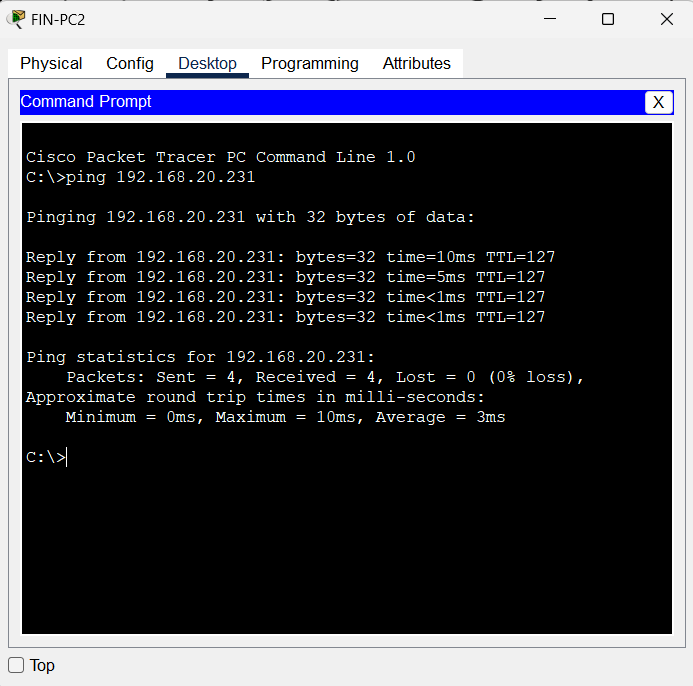 FIN-PC2
Physical Config Desktop Programming Attributes
Command Prompt
X
Cisco Packet Tracer PC Command Line 1.0
C:\>ping 192.168.20.231
Pinging 192.168.20.231 with 32 bytes of data:
Reply from 192.168.20.231: bytes=32 time=10ms TTL=127
Reply from 192.168.20.231: bytes=32 time=5ms TTL=127
Reply from 192.168.20.231: bytes=32 time<1ms TTL=127
Reply from 192.168.20.231: bytes=32 time<1ms TTL=127
Ping statistics for 192.168.20.231:
    Packets: Sent = 4, Received = 4, Lost = 0 (0% loss),
Approximate round trip times in milli-seconds:
    Minimum = 0ms, Maximum = 10ms, Average = 3ms
C:\>
Top